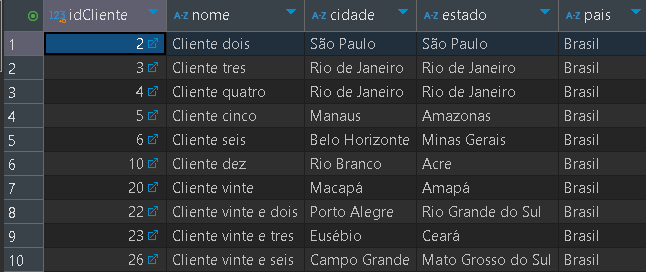 123 idCliente A-Z nome A-Z cidade A-Z estado A-Z pais
1 2 Cliente dois São Paulo São Paulo Brasil
2 3 Cliente tres Rio de Janeiro Rio de Janeiro Brasil
3 4 Cliente quatro Rio de Janeiro Rio de Janeiro Brasil
4 5 Cliente cinco Manaus Amazonas Brasil
5 6 Cliente seis Belo Horizonte Minas Gerais Brasil
6 10 Cliente dez Rio Branco Acre Brasil
7 20 Cliente vinte Macapá Amapá Brasil
8 22 Cliente vinte e dois Porto Alegre Rio Grande do Sul Brasil
9 23 Cliente vinte e tres Eusébio Ceará Brasil
10 26 Cliente vinte e seis Campo Grande Mato Grosso do Sul Brasil